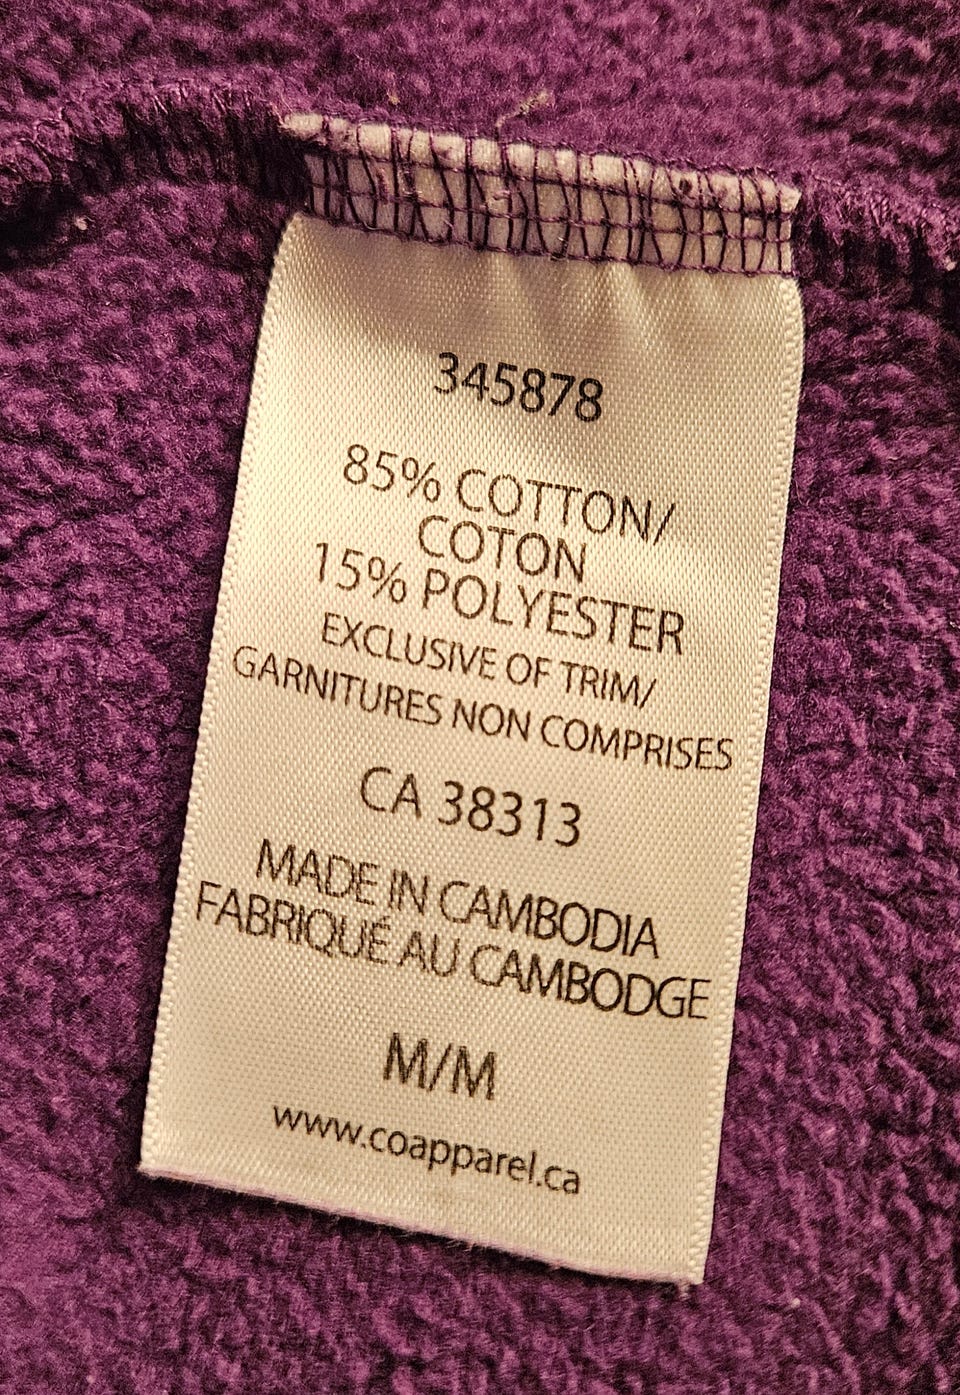 345878
85% COTTON/
COTON
15% POLYESTER
EXCLUSIVE OF TRIM/
GARNITURES NON COMPRISES
CA 38313
MADE IN CAMBODIA
FABRIQUÉ AU CAMBODGE
M/M
www.coapparel.ca